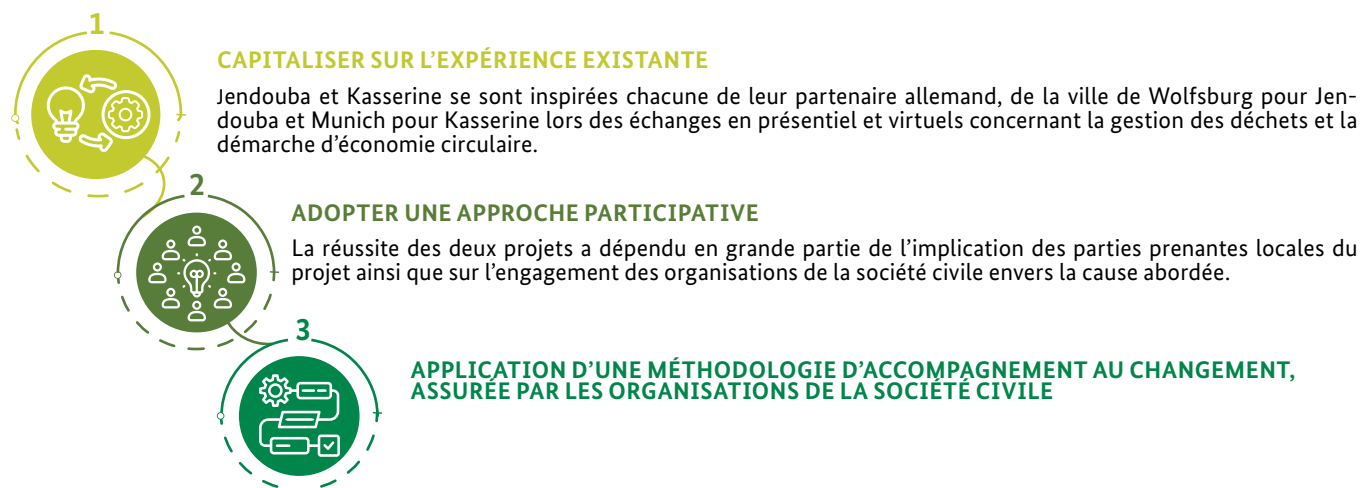 1
CAPITALISER SUR L'EXPÉRIENCE EXISTANTE
Jendouba et Kasserine se sont inspirées chacune de leur partenaire allemand, de la ville de Wolfsburg pour Jen-
douba et Munich pour Kasserine lors des échanges en présentiel et virtuels concernant la gestion des déchets et la
démarche d'économie circulaire.
2
ADOPTER UNE APPROCHE PARTICIPATIVE
La réussite des deux projets a dépendu en grande partie de l'implication des parties prenantes locales du
projet ainsi que sur l'engagement des organisations de la société civile envers la cause abordée.
3
APPLICATION D'UNE MÉTHODOLOGIE D'ACCOMPAGNEMENT AU CHANGEMENT,
ASSURÉE PAR LES ORGANISATIONS DE LA SOCIÉTÉ CIVILE